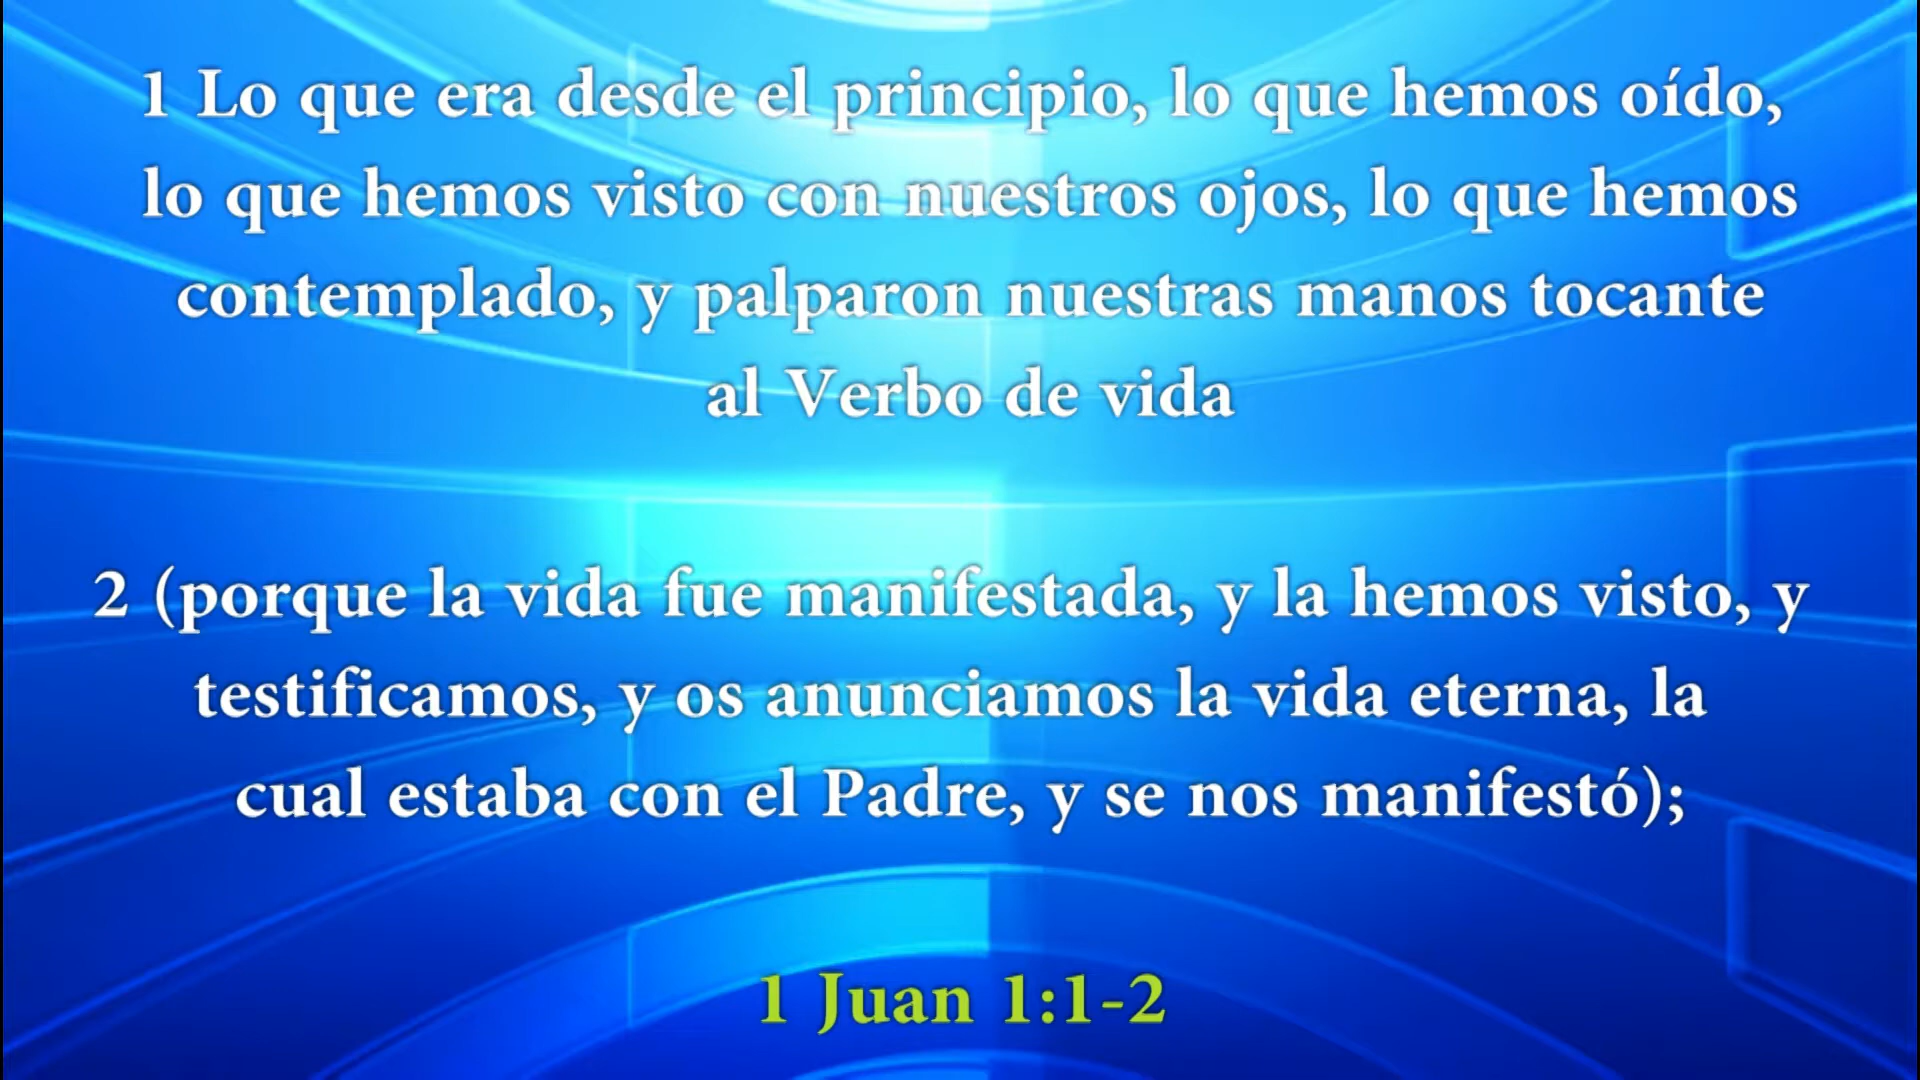 1 Lo que era desde el principio, lo que hemos oído,
lo que hemos visto con nuestros ojos, lo que hemos
contemplado, y palparon nuestras manos tocante
al Verbo de vida
2 (porque la vida fue manifestada, y la hemos visto, y
testificamos, y os anunciamos la vida eterna, la
cual estaba con el Padre, y se nos manifestó);
1 Juan 1:1-2